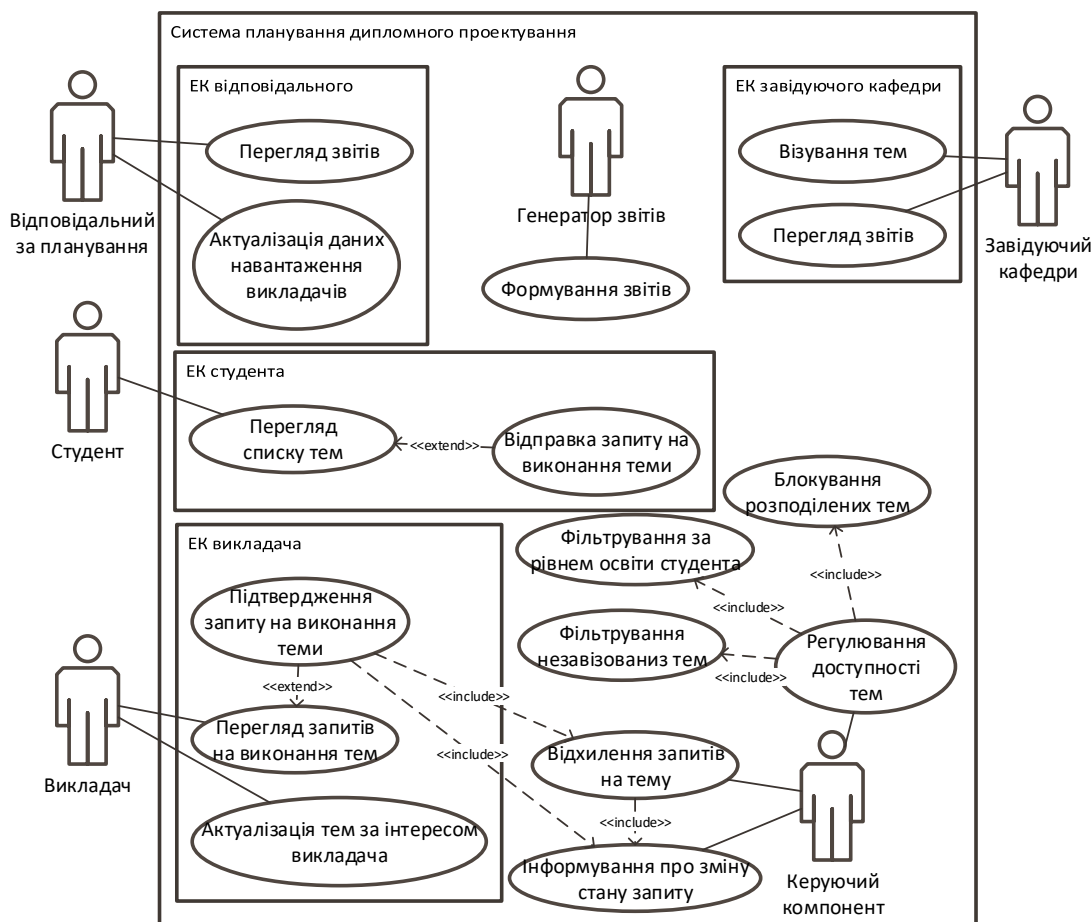 Система планування дипломного проектування
ЕК відповідального
ЕК завідуючого кафедри
Перегляд звітів
Візування тем
Відповідальний
за планування
Генератор звітів
Завідуючий
кафедри
Актуалізація даних
навантаження
викладачів
Перегляд звітів
Формування звітів
ЕК студента
Студент
Перегляд
списку тем
<<extend>>
Відправка запиту на
виконання теми
Блокування
розподілених тем
ЕК викладача
Фільтрування за
рівнем освіти студента
<<include>>
Підтвердження
запиту на виконання
теми
<<include>>
Фільтрування
незавізованиз тем
<<include>>
Регулювання
доступності
тем
<<extend>>
<<include>>
Викладач
Перегляд запитів
на виконання тем
<<include>>
Відхилення запитів
на тему
<<include>>
Актуалізація тем за інтересом
викладача
Інформування про зміну
стану запиту
Керуючий
компонент